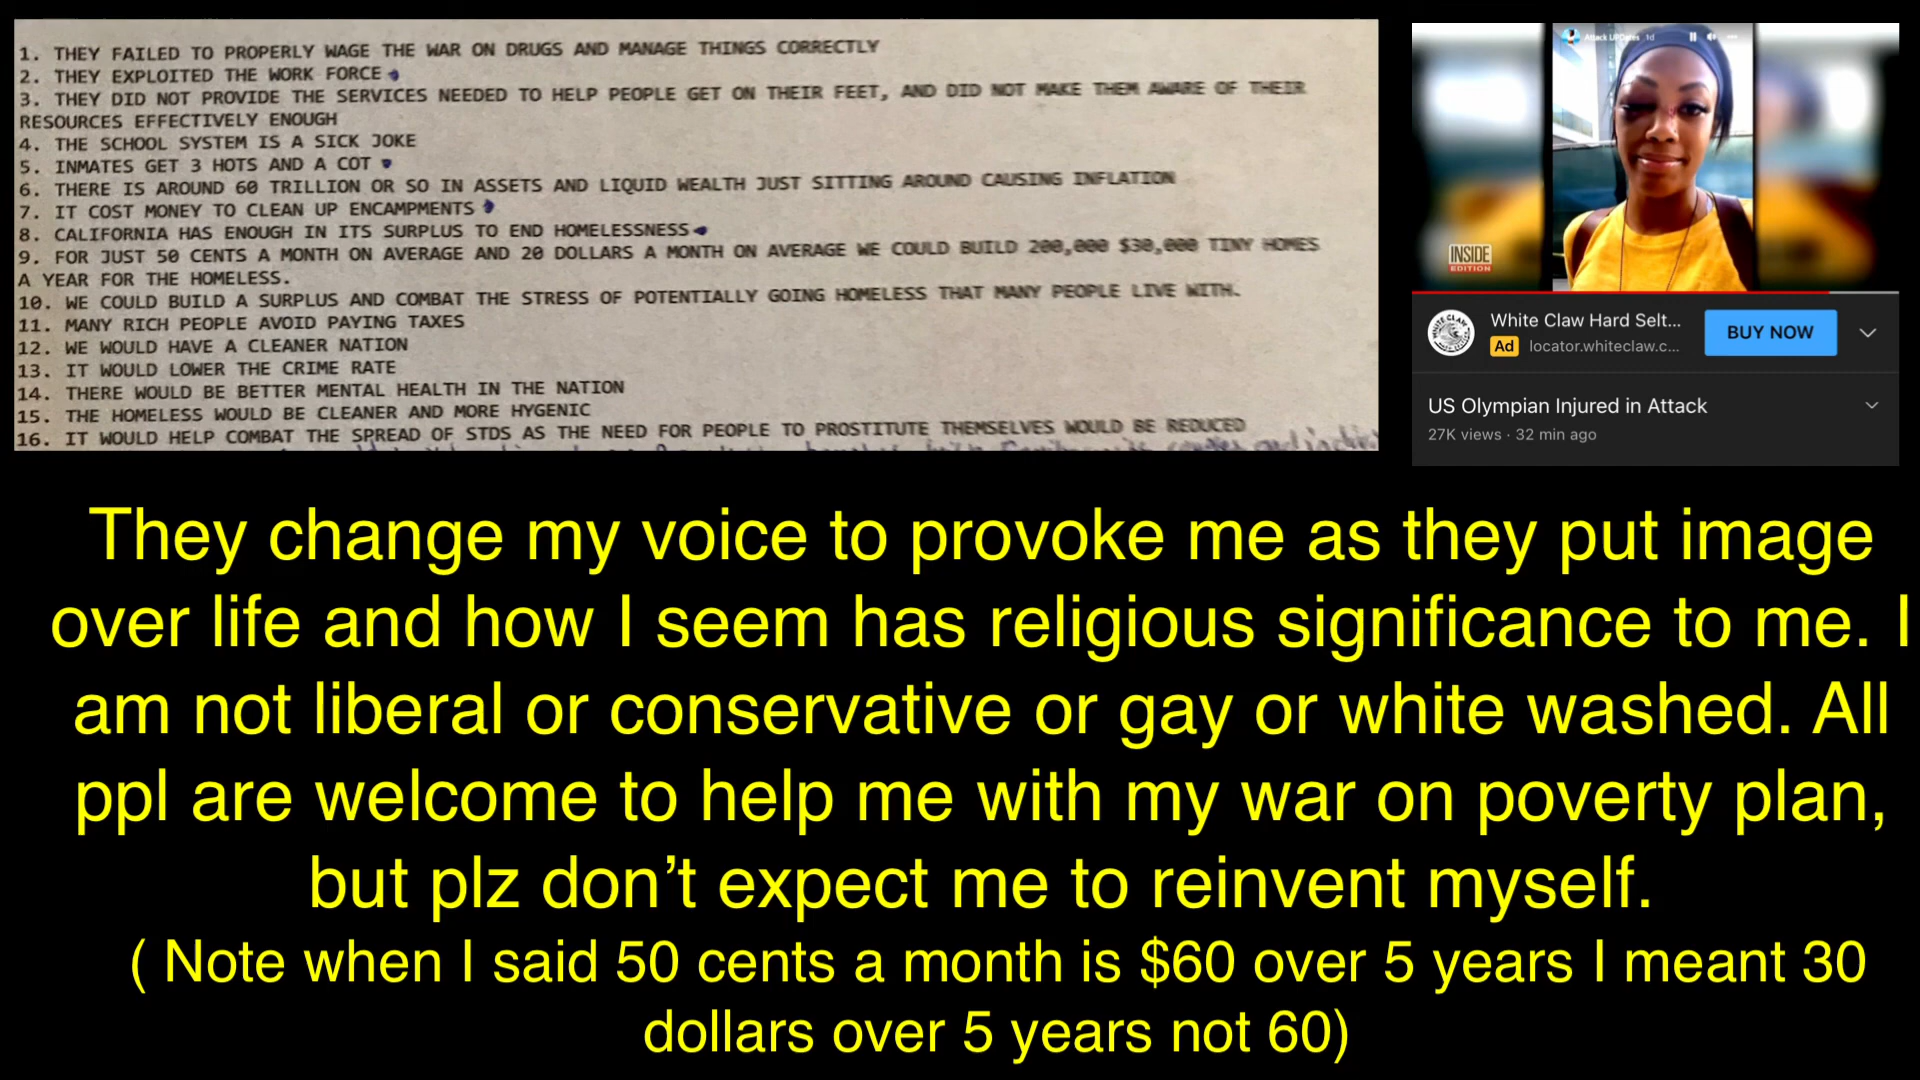 1. THEY FAILED TO PROPERLY WAGE THE WAR ON DRUGS AND MANAGE THINGS CORRECTLY
2. THEY EXPLOITED THE WORK FORCE
3. THEY DID NOT PROVIDE THE SERVICES NEEDED TO HELP PEOPLE GET ON THEIR FEET, AND DID NOT MAKE THEM AWARE OF THEIR
RESOURCES EFFECTIVELY ENOUGH
4. THE SCHOOL SYSTEM IS A SICK JOKE
5. INMATES GET 3 HOTS AND A COT
6. THERE IS AROUND 60 TRILLION OR SO IN ASSETS AND LIQUID WEALTH JUST SITTING AROUND CAUSING INFLATION
7. IT COST MONEY TO CLEAN UP ENCAMPMENTS
8. CALIFORNIA HAS ENOUGH IN ITS SURPLUS TO END HOMELESSNESS
9. FOR JUST 50 CENTS A MONTH ON AVERAGE AND 20 DOLLARS A MONTH ON AVERAGE WE COULD BUILD 200,000 $30,000 TINY HOMES
A YEAR FOR THE HOMELESS.
10. WE COULD BUILD A SURPLUS AND COMBAT THE STRESS OF POTENTIALLY GOING HOMELESS THAT MANY PEOPLE LIVE WITH.
11. MANY RICH PEOPLE AVOID PAYING TAXES
12. WE WOULD HAVE A CLEANER NATION
13. IT WOULD LOWER THE CRIME RATE
14. THERE WOULD BE BETTER MENTAL HEALTH IN THE NATION
15. THE HOMELESS WOULD BE CLEANER AND MORE HYGENIC
16. IT WOULD HELP COMBAT THE SPREAD OF STDS AS THE NEED FOR PEOPLE TO PROSTITUTE THEMSELVES WOULD BE REDUCED
Attack UPDates 1d
INSIDE
EDITION
WHITE CLAW
White Claw Hard Selt...
Ad locator.whiteclaw.c...
BUY NOW
US Olympian Injured in Attack
27K views · 32 min ago
They change my voice to provoke me as they put image
over life and how I seem has religious significance to me. I
am not liberal or conservative or gay or white washed. All
ppl are welcome to help me with my war on poverty plan,
but plz don't expect me to reinvent myself.
( Note when I said 50 cents a month is $60 over 5 years I meant 30
dollars over 5 years not 60)